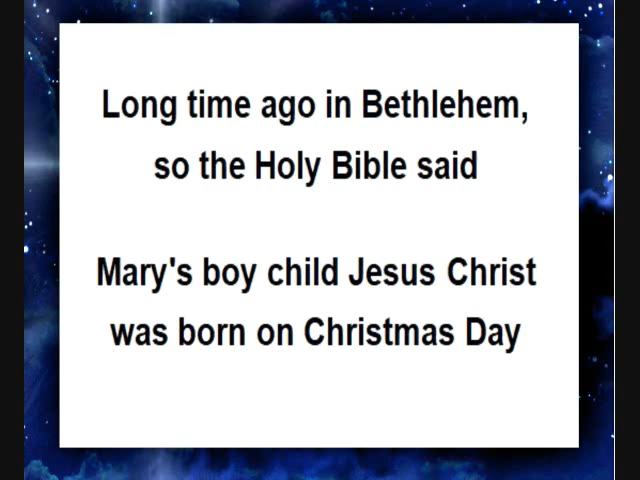 Long time ago in Bethlehem,
so the Holy Bible said
Mary's boy child Jesus Christ
was born on Christmas Day